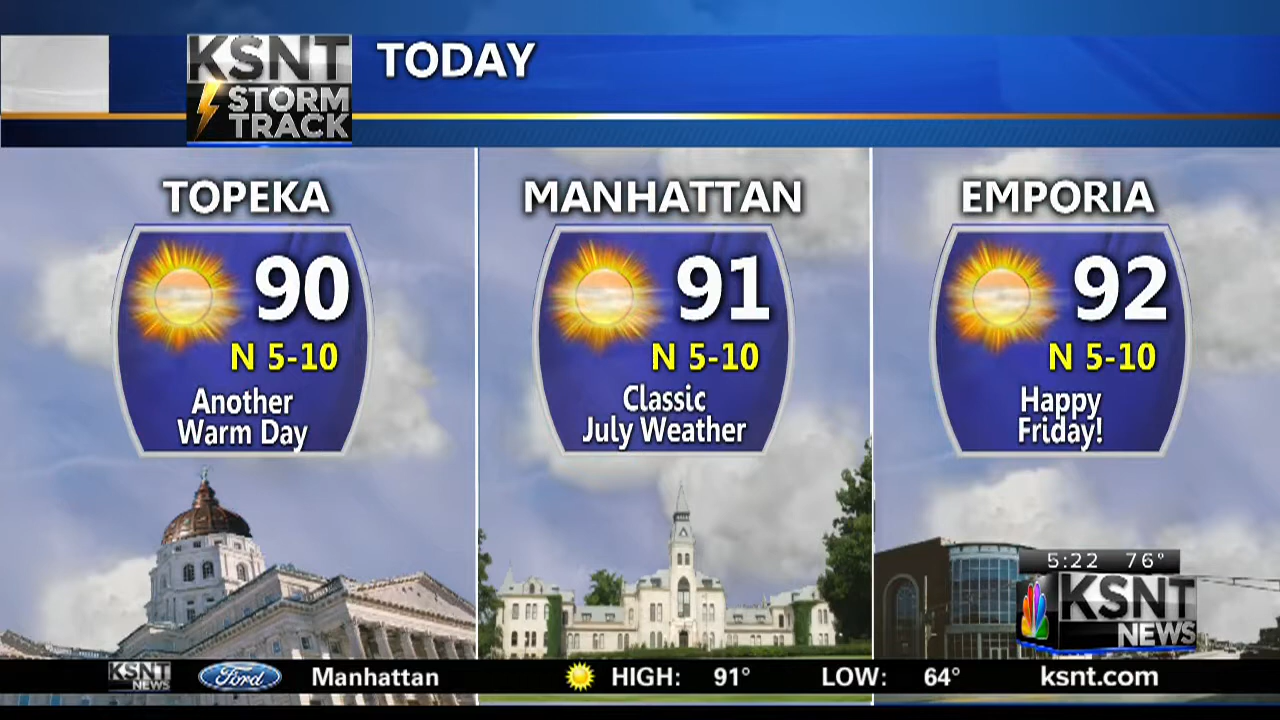 KSNT
STORM
TRACK
TODAY
TOPEKA
90
N 5-10
Another
Warm Day
MANHATTAN
91
N 5-10
Classic
July Weather
EMPORIA
92
N 5-10
Happy
Friday!
5:22 76°
KSNT
NEWS
KSNT
NEWS
Ford
Manhattan
HIGH: 91°
LOW: 64°
ksnt.com